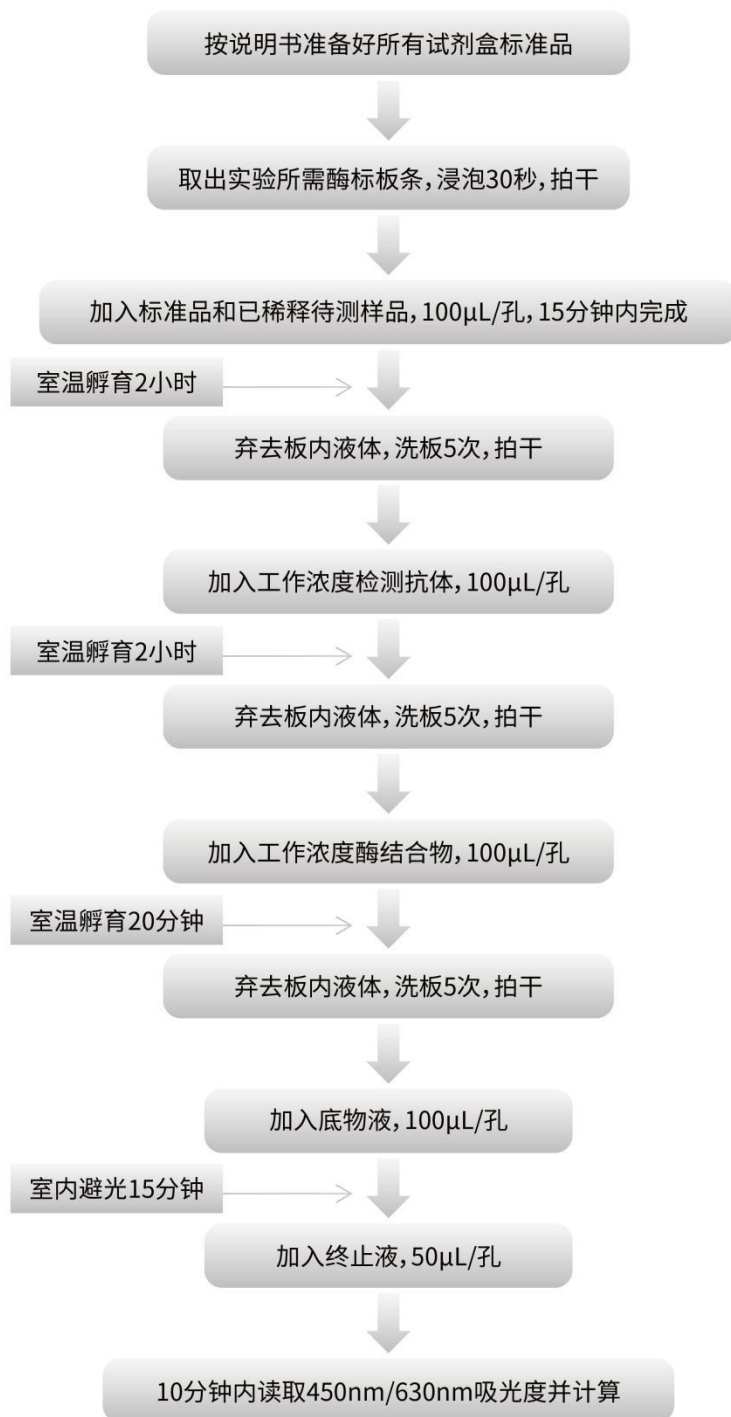 按说明书准备好所有试剂盒标准品
取出实验所需酶标板条，浸泡30秒，拍干
加入标准品和已稀释待测样品，100μL/孔，15分钟内完成
室温孵育2小时
弃去板内液体，洗板5次，拍干
加入工作浓度检测抗体，100μL/孔
室温孵育2小时
弃去板内液体，洗板5次，拍干
加入工作浓度酶结合物，100μL/孔
室温孵育20分钟
弃去板内液体，洗板5次，拍干
加入底物液，100μL/孔
室内避光15分钟
加入终止液，50μL/孔
10分钟内读取450nm/630nm吸光度并计算